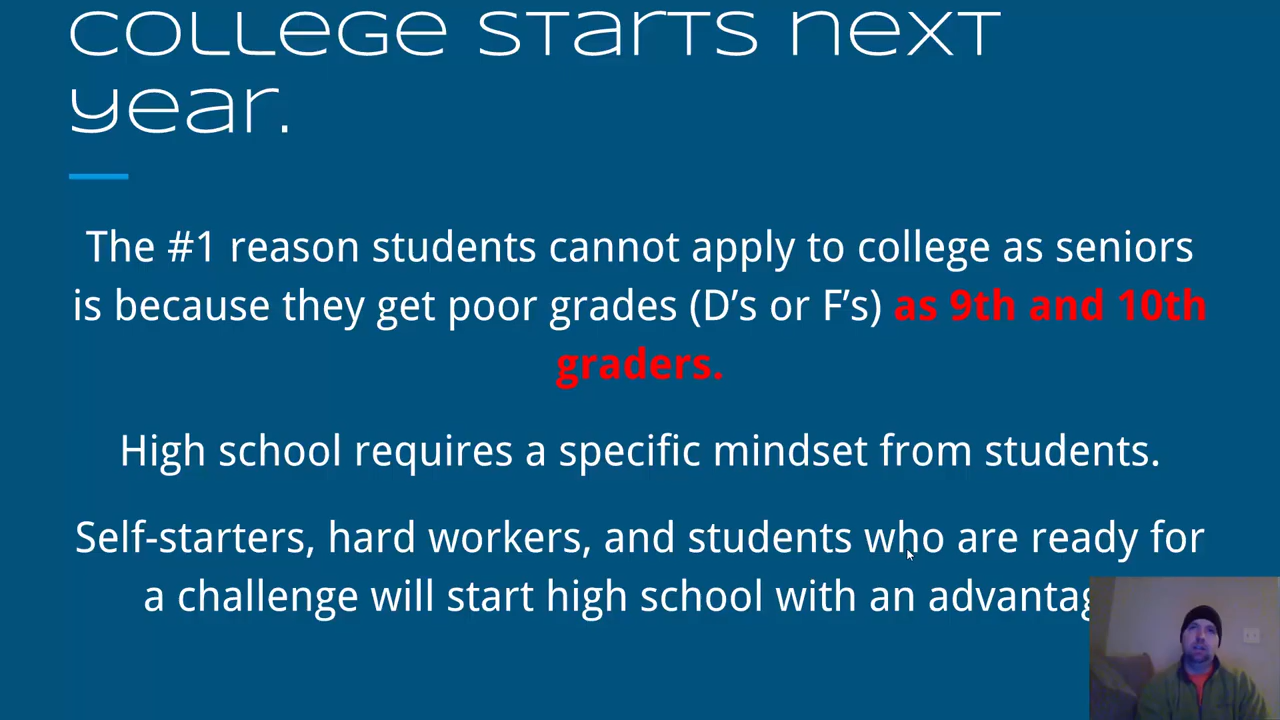 college starts next
year.
The #1 reason students cannot apply to college as seniors
is because they get poor grades (D’s or F’s) as 9th and 10th
graders.
High school requires a specific mindset from students.
Self-starters, hard workers, and students who are ready for
a challenge will start high school with an